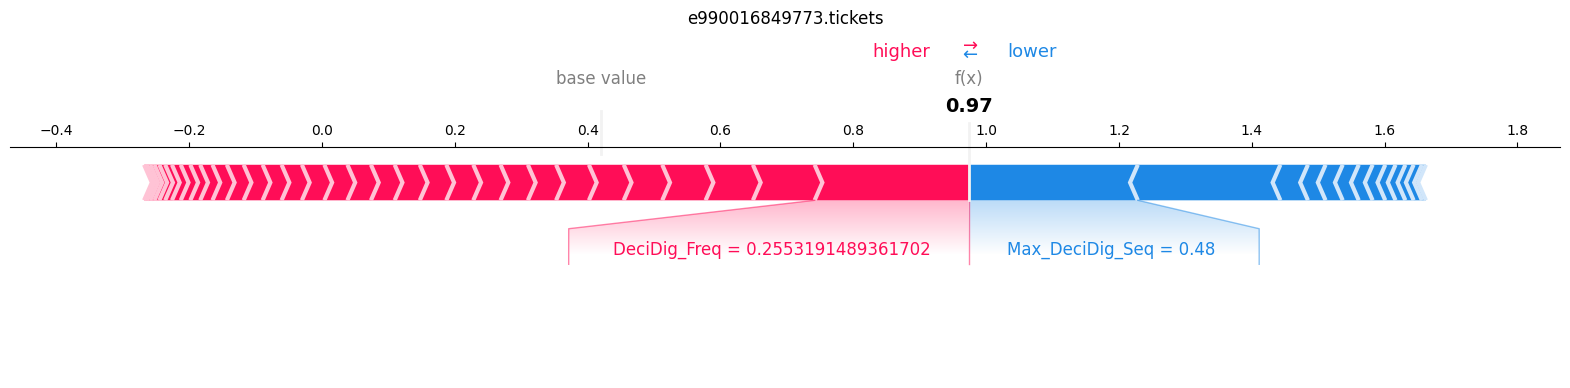 e990016849773.tickets
higher ⇄ lower
base value f(x)
0.97
−0.4 −0.2 0.0 0.2 0.4 0.6 0.8 1.0 1.2 1.4 1.6 1.8
DeciDig_Freq = 0.2553191489361702 Max_DeciDig_Seq = 0.48